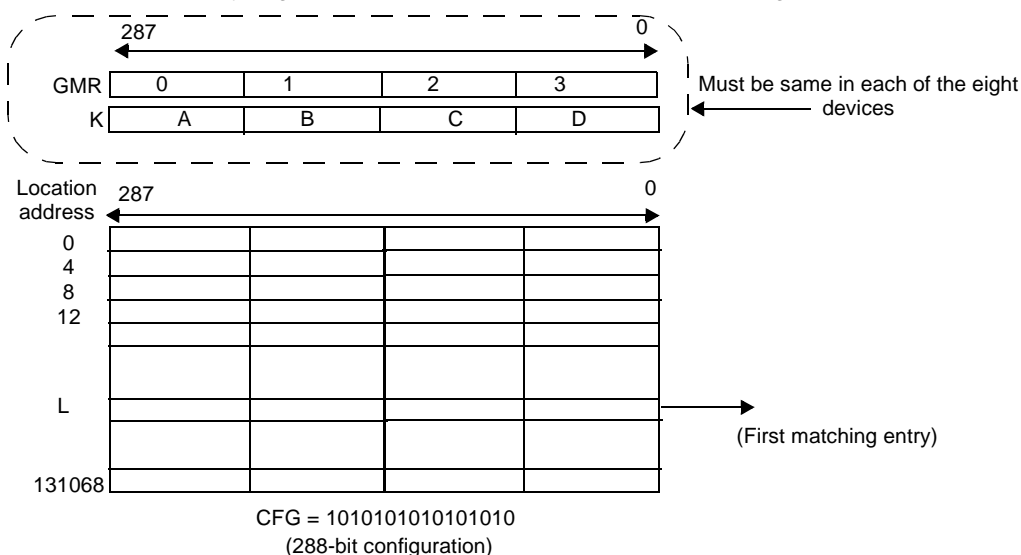 287 0
GMR 0 1 2 3
K A B C D
Must be same in each of the eight
devices
Location
address
287 0
0
4
8
12
L
(First matching entry)
131068
CFG = 1010101010101010
(288-bit configuration)